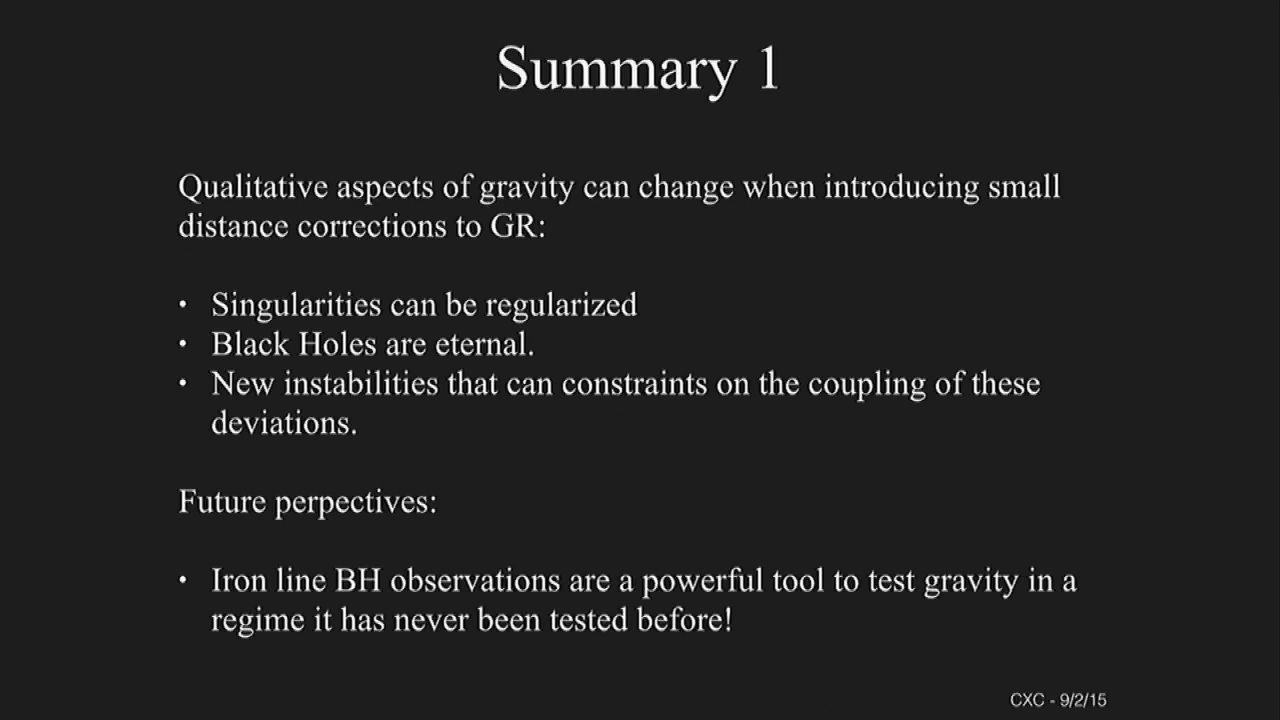 Summary 1
Qualitative aspects of gravity can change when introducing small
distance corrections to GR:
• Singularities can be regularized
• Black Holes are eternal.
• New instabilities that can constraints on the coupling of these
deviations.
Future perpectives:
• Iron line BH observations are a powerful tool to test gravity in a
regime it has never been tested before!
CXC - 9/2/15